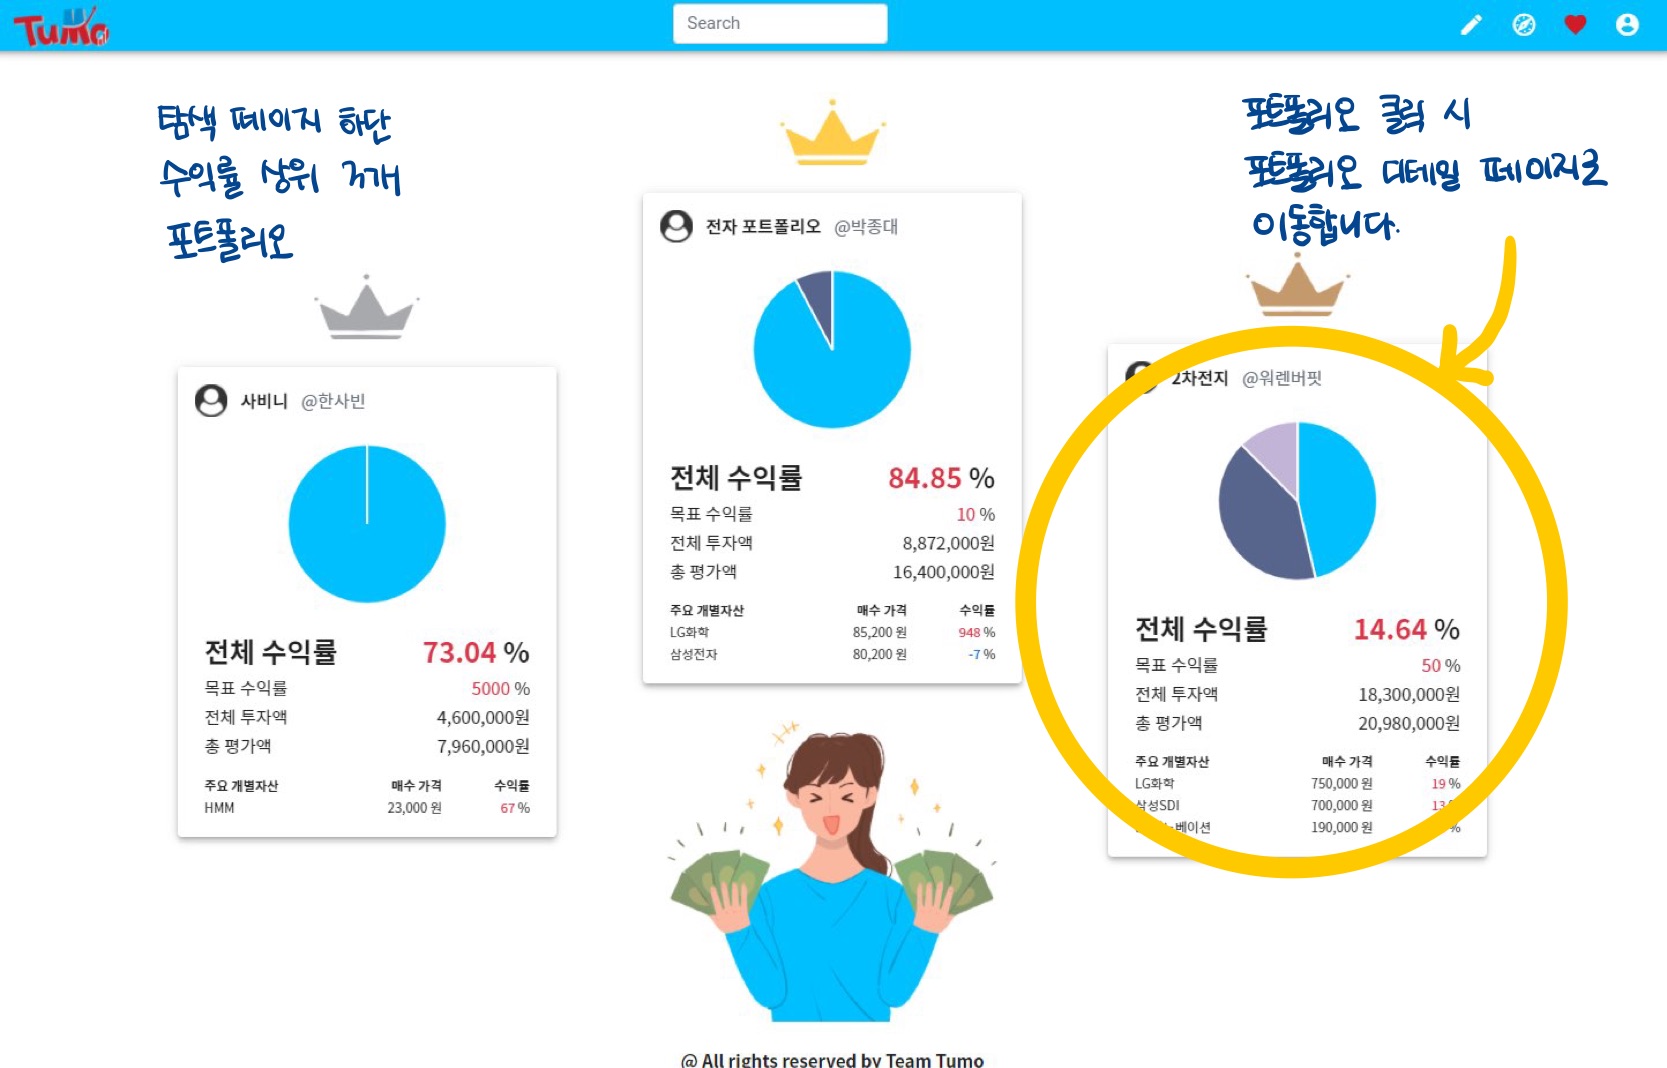 Tumo
Search
탐색 페이지 하단
수익률 상위 3개
포트폴리오
포트폴리오 클릭 시
포트폴리오 디테일 페이지로
이동합니다.
사비니 @한사빈
전체 수익률 73.04 %
목표 수익률 5000 %
전체 투자액 4,600,000원
총 평가액 7,960,000원
주요 개별자산 매수 가격 수익률
HMM 23,000 원 67 %
전자 포트폴리오 @박종대
전체 수익률 84.85 %
목표 수익률 10 %
전체 투자액 8,872,000원
총 평가액 16,400,000원
주요 개별자산 매수 가격 수익률
LG화학 85,200 원 948 %
삼성전자 80,200 원 -7 %
2차전지 @워렌버핏
전체 수익률 14.64 %
목표 수익률 50 %
전체 투자액 18,300,000원
총 평가액 20,980,000원
주요 개별자산 매수 가격 수익률
LG화학 750,000 원 19 %
삼성SDI 700,000 원 13
베이션 190,000 원 %
@ All rights reserved by Team Tumo